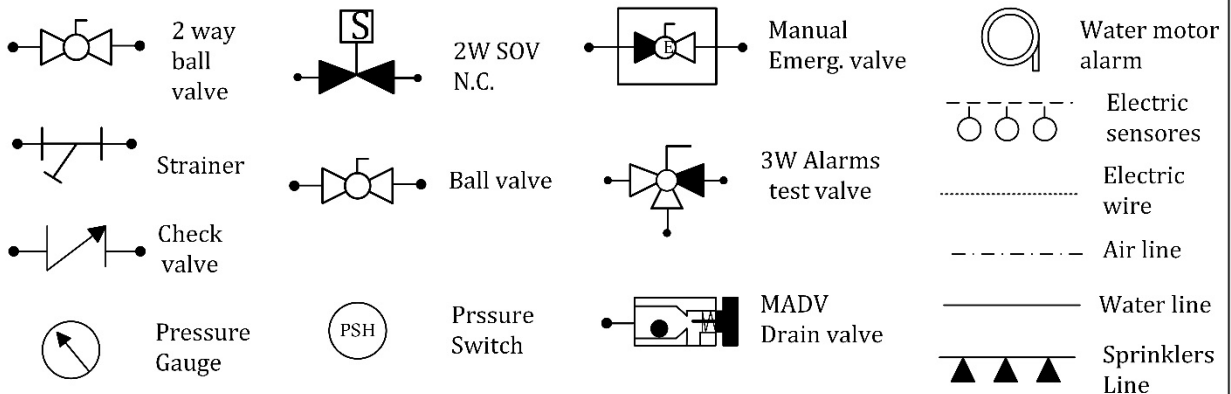 2 way
ball
valve
Strainer
Check
valve
Pressure
Gauge
S
2W SOV
N.C.
Ball valve
PSH
Prssure
Switch
E
Manual
Emerg. valve
3W Alarms
test valve
MADV
Drain valve
Water motor
alarm
Electric
sensores
Electric
wire
Air line
Water line
Sprinklers
Line